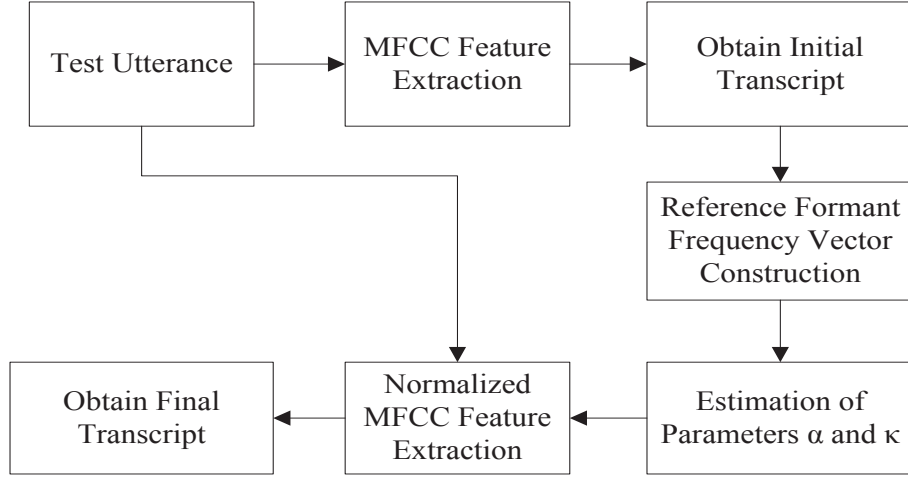 Test Utterance
MFCC Feature
Extraction
Obtain Initial
Transcript
Reference Formant
Frequency Vector
Construction
Obtain Final
Transcript
Normalized
MFCC Feature
Extraction
Estimation of
Parameters α and κ